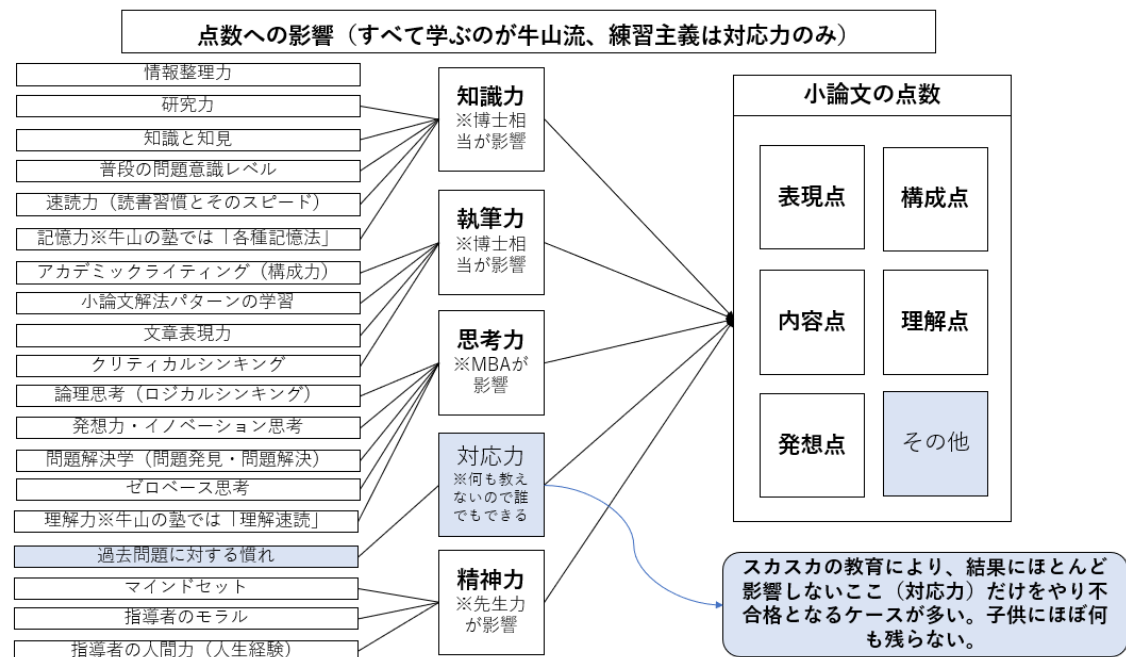 点数への影響（すべて学ぶのが牛山流、練習主義は対応力のみ）
情報整理力
研究力
知識と知見
普段の問題意識レベル
速読力（読書習慣とそのスピード）
記憶力※牛山の塾では「各種記憶法」
アカデミックライティング（構成力）
小論文解法パターンの学習
文章表現力
クリティカルシンキング
論理思考（ロジカルシンキング）
発想力・イノベーション思考
問題解決学（問題発見・問題解決）
ゼロベース思考
理解力※牛山の塾では「理解速読」
過去問題に対する慣れ
マインドセット
指導者のモラル
指導者の人間力（人生経験）
知識力
※博士相
当が影響
執筆力
※博士相
当が影響
思考力
※MBAが
影響
対応力
※何も教え
ないので誰
でもできる
精神力
※先生力
が影響
小論文の点数
表現点
構成点
内容点
理解点
発想点
その他
スカスカの教育により、結果にほとんど
影響しないここ（対応力）だけをやり不
合格となるケースが多い。子供にほぼ何
も残らない。